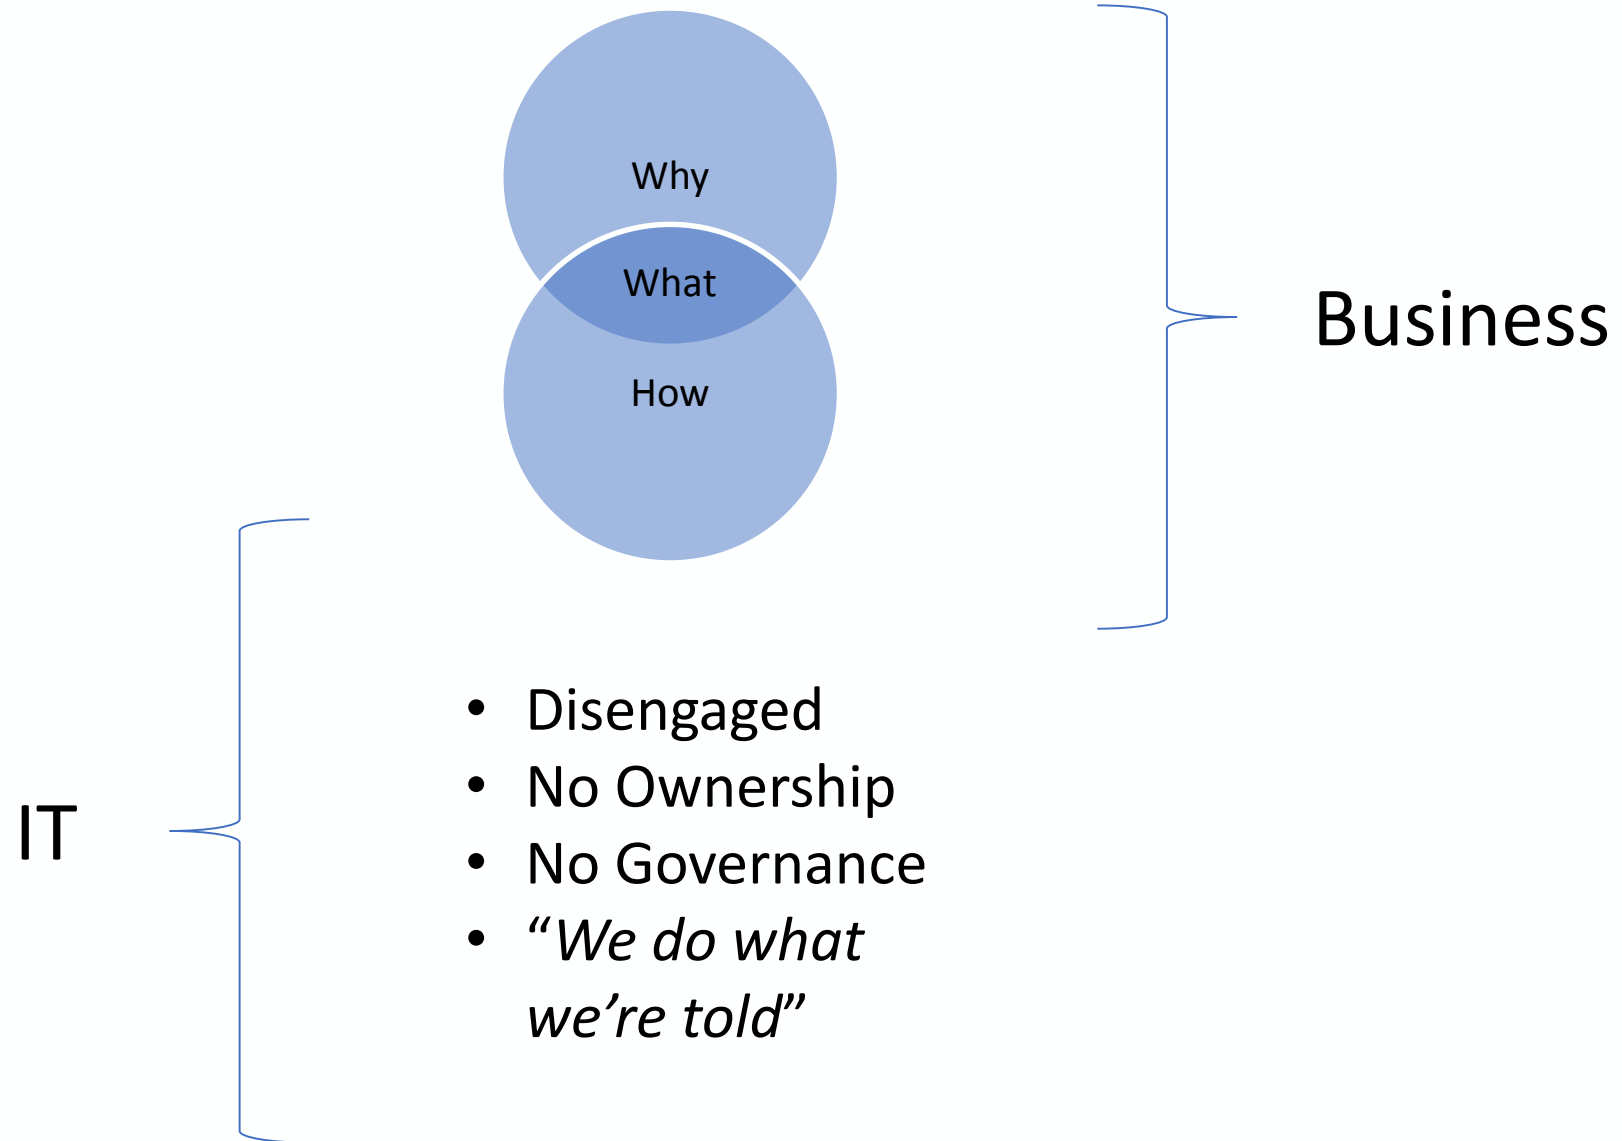 Why
What
How
Business
IT
• Disengaged
• No Ownership
• No Governance
• “We do what
we’re told”